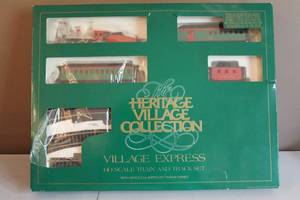 The
HERITAGE
VILLAGE
COLLECTION
VILLAGE EXPRESS
HO SCALE TRAIN AND TRACK SET